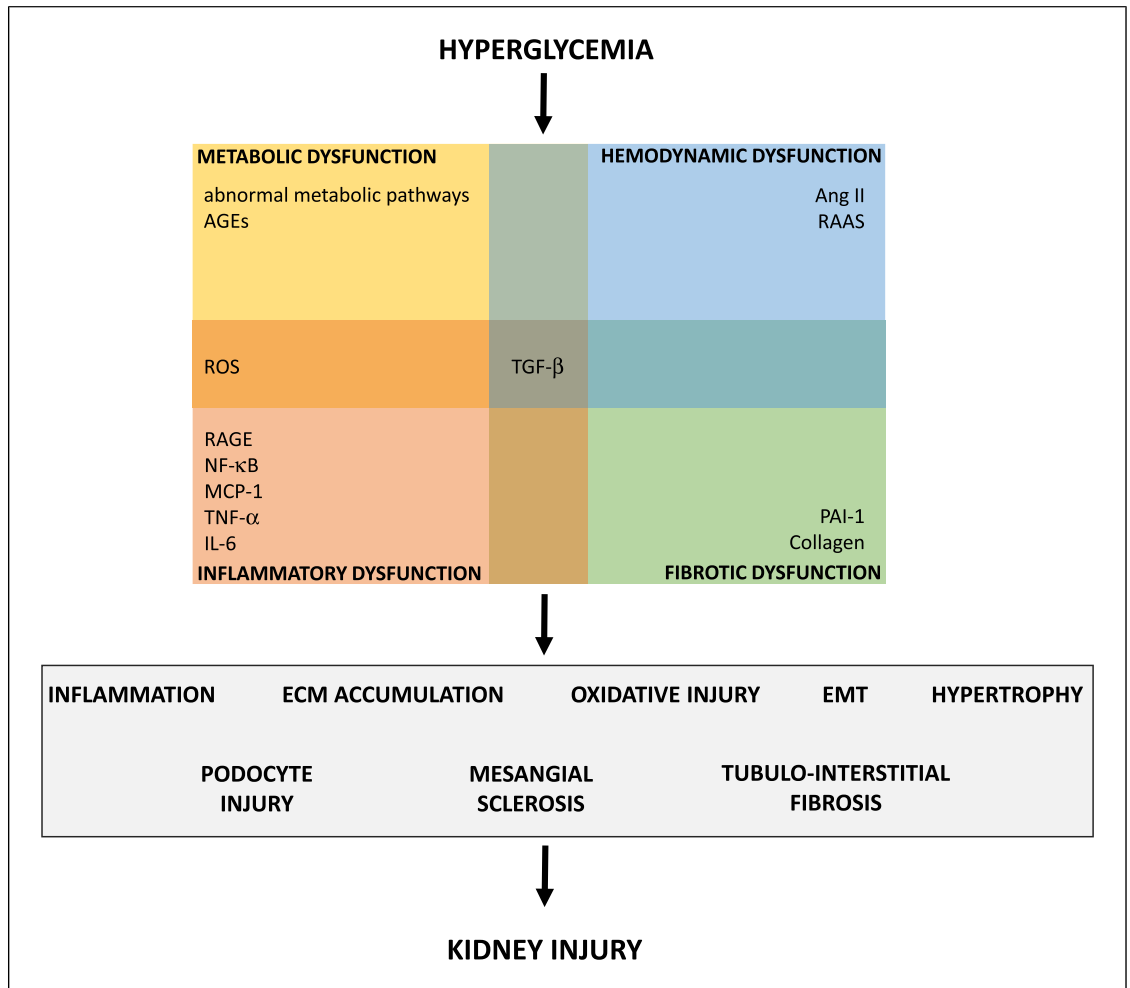 HYPERGLYCEMIA
METABOLIC DYSFUNCTION
abnormal metabolic pathways
AGEs
HEMODYNAMIC DYSFUNCTION
Ang II
RAAS
ROS
TGF-β
RAGE
NF-κB
MCP-1
TNF-α
IL-6
INFLAMMATORY DYSFUNCTION
PAI-1
Collagen
FIBROTIC DYSFUNCTION
INFLAMMATION
ECM ACCUMULATION
OXIDATIVE INJURY
EMT
HYPERTROPHY
PODOCYTE
INJURY
MESANGIAL
SCLEROSIS
TUBULO-INTERSTITIAL
FIBROSIS
KIDNEY INJURY